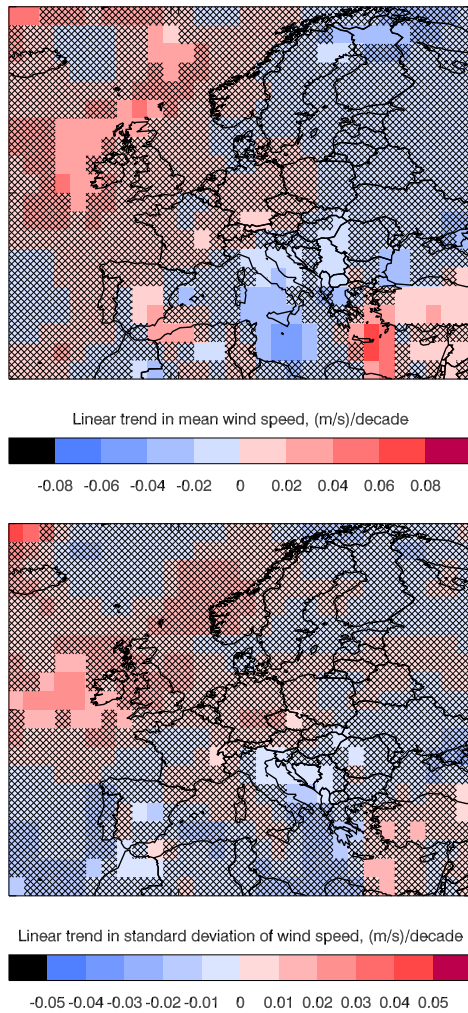 Linear trend in mean wind speed, (m/s)/decade
-0.08 -0.06 -0.04 -0.02 0 0.02 0.04 0.06 0.08
Linear trend in standard deviation of wind speed, (m/s)/decade
-0.05 -0.04 -0.03 -0.02 -0.01 0 0.01 0.02 0.03 0.04 0.05